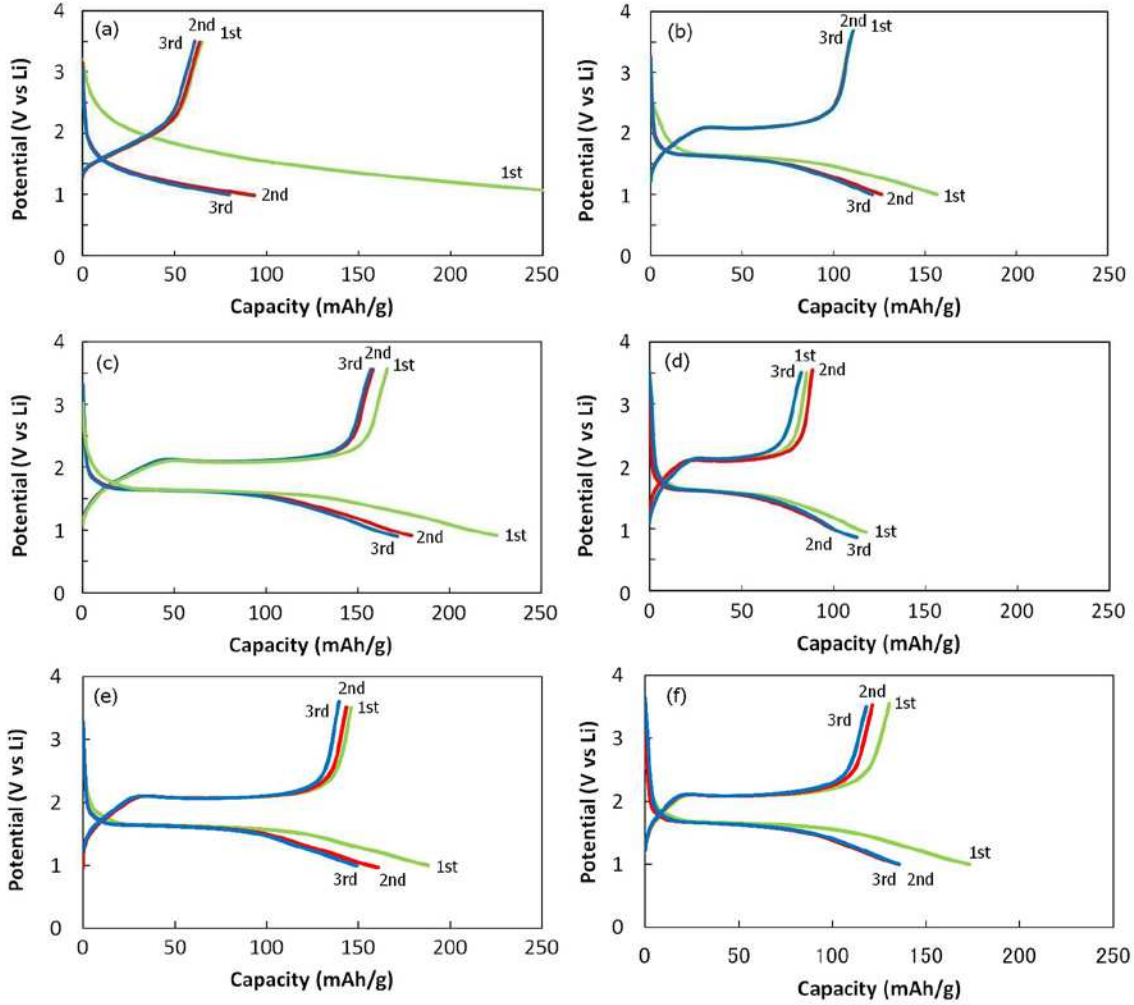 (a)
2nd
3rd
1st
1st
2nd
3rd
4
3
2
1
0
0 50 100 150 200 250
Potential (V vs Li)
Capacity (mAh/g)
(b)
2nd
1st
3rd
3rd
2nd
1st
4
3
2
1
0
0 50 100 150 200 250
Potential (V vs Li)
Capacity (mAh/g)
(c)
2nd
3rd
1st
3rd
2nd
1st
4
3
2
1
0
0 50 100 150 200 250
Potential (V vs Li)
Capacity (mAh/g)
(d)
1st
3rd
2nd
2nd
1st
3rd
4
3
2
1
0
0 50 100 150 200 250
Potential (V vs Li)
Capacity (mAh/g)
(e)
2nd
3rd
1st
3rd
2nd
1st
4
3
2
1
0
0 50 100 150 200 250
Potential (V vs Li)
Capacity (mAh/g)
(f)
2nd
3rd
1st
1st
3rd 2nd
4
3
2
1
0
0 50 100 150 200 250
Potential (V vs Li)
Capacity (mAh/g)